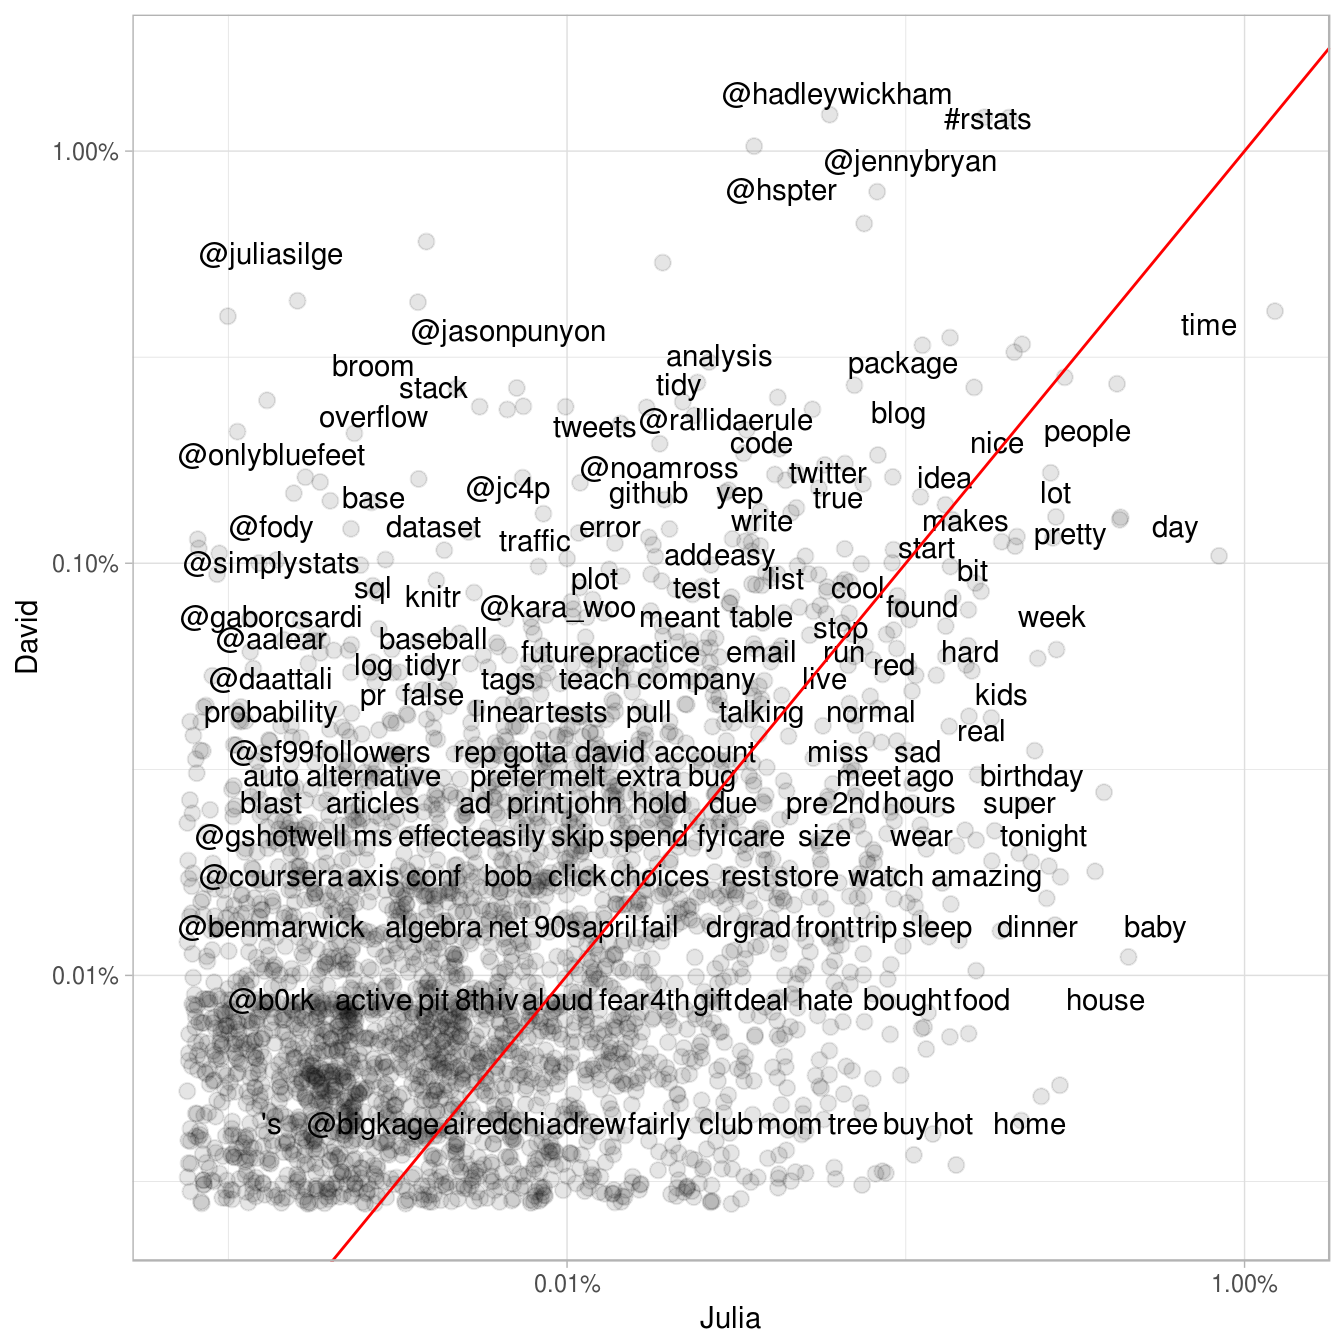 @hadleywickham
#rstats
1.00%
@jennybryan
@hspter
@juliasilge
time
@jasonpunyon
analysis
package
broom
stack
tidy
blog
overflow
@rallidaerule
tweets
people
code
nice
@onlybluefeet
@noamross
twitter
idea
@jc4p
github
yep
true
lot
base
@fody
dataset
error
write
makes
day
pretty
traffic
start
add easy
0.10%
@simplystats
bit
plot
list
sql
test
cool
knitr
@kara_woo
found
@gaborcsardi
meant table
week
stop
@aalear
baseball
future practice email run hard
log tidyr
red
@daattali
tags teach company live
pr false
kids
probability
linear tests pull talking normal
real
@sf99followers rep gotta david account miss sad
auto alternative prefer melt extra bug meet ago birthday
blast articles ad print john hold due pre 2nd hours super
@gshotwell ms effect easily skip spend fyi care size wear tonight
@coursera axis conf bob click choices rest store watch amazing
@benmarwick algebra net 90s april fail dr grad front trip sleep dinner baby
0.01%
@b0rk active pit 8th iv aloud fear 4th gift deal hate bought food house
's @bigkage aired chi adrew fairly club mom tree buy hot home
David
0.01%
1.00%
Julia